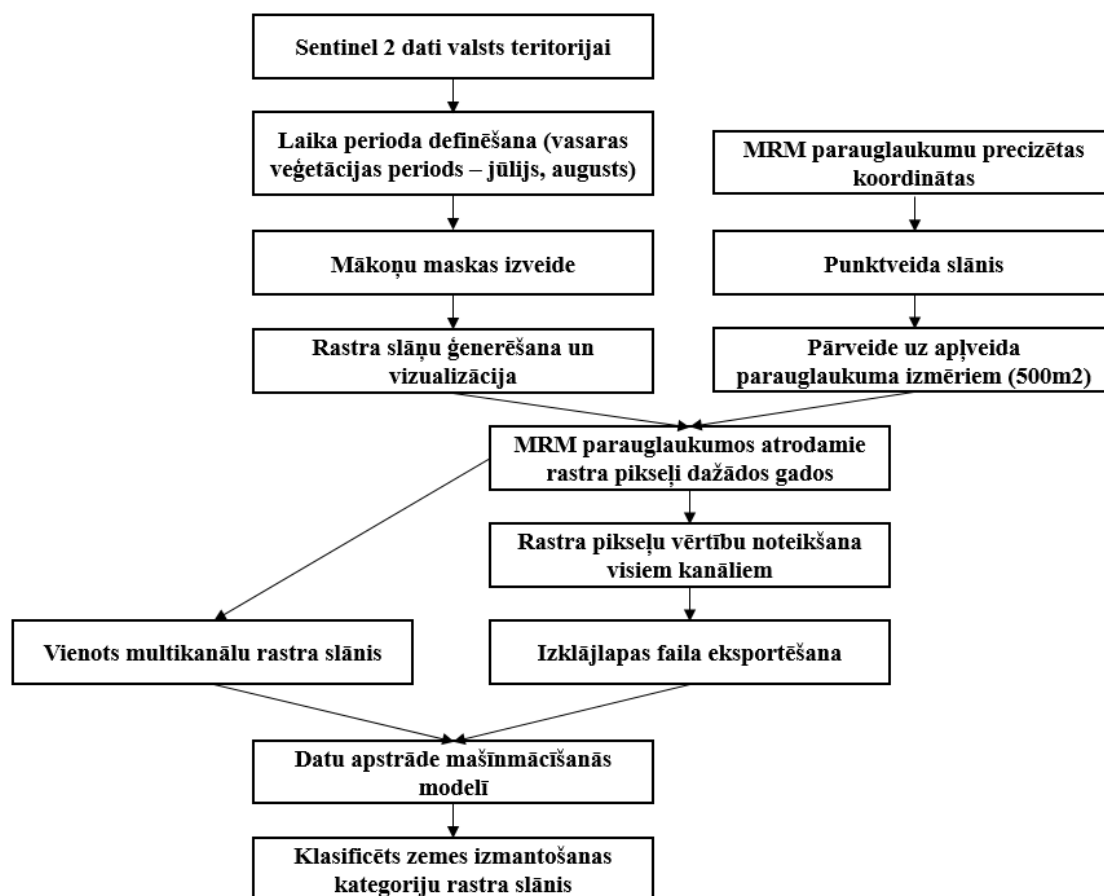 Sentinel 2 dati valsts teritorijai
Laika perioda definēšana (vasaras
veģetācijas periods – jūlijs, augusts)
MRM parauglaukumu precizētas
koordinātas
Mākoņu maskas izveide
Punktveida slānis
Rastra slāņu ģenerēšana un
vizualizācija
Pārveide uz apļveida
parauglaukuma izmēriem (500m2)
MRM parauglaukumos atrodamie
rastra pikseļi dažādos gados
Rastra pikseļu vērtību noteikšana
visiem kanāliem
Vienots multikanālu rastra slānis
Izklājlapas faila eksportēšana
Datu apstrāde mašīnmācīšanās
modelī
Klasificēts zemes izmantošanas
kategoriju rastra slānis